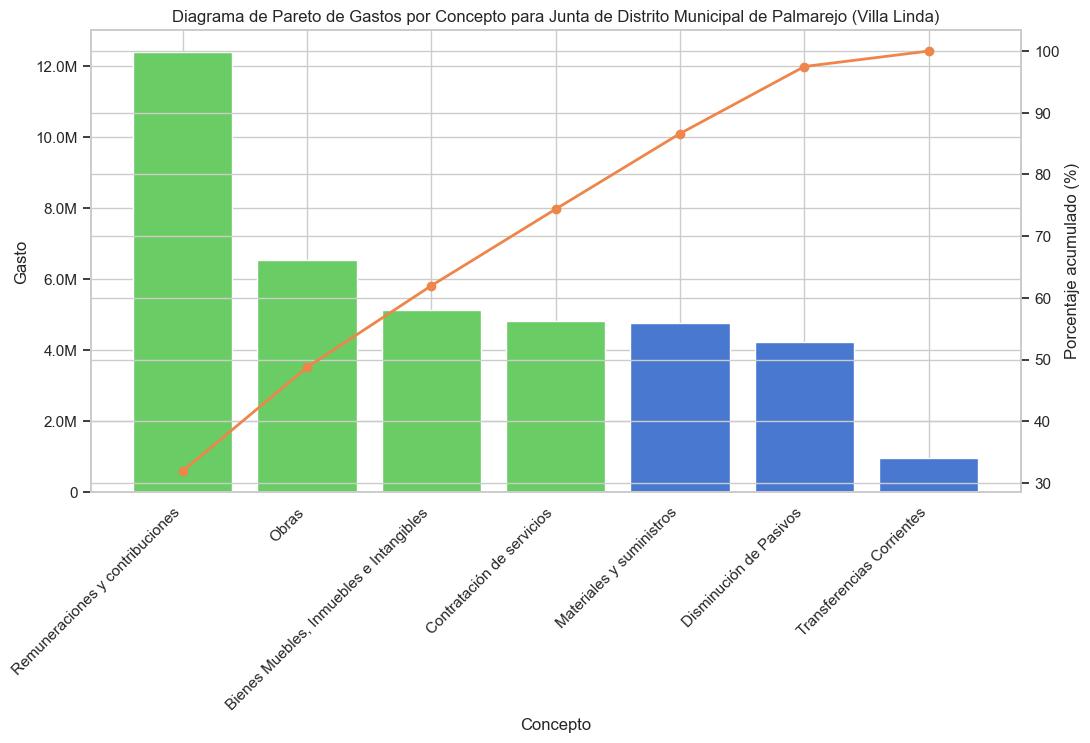 Diagrama de Pareto de Gastos por Concepto para Junta de Distrito Municipal de Palmarejo (Villa Linda)
Gasto
12.0M
10.0M
8.0M
6.0M
4.0M
2.0M
0
100
90
80
70
60
50
40
30
Porcentaje acumulado (%)
Remuneraciones y contribuciones
Obras
Bienes Muebles, Inmuebles e Intangibles
Contratación de servicios
Materiales y suministros
Disminución de Pasivos
Transferencias Corrientes
Concepto